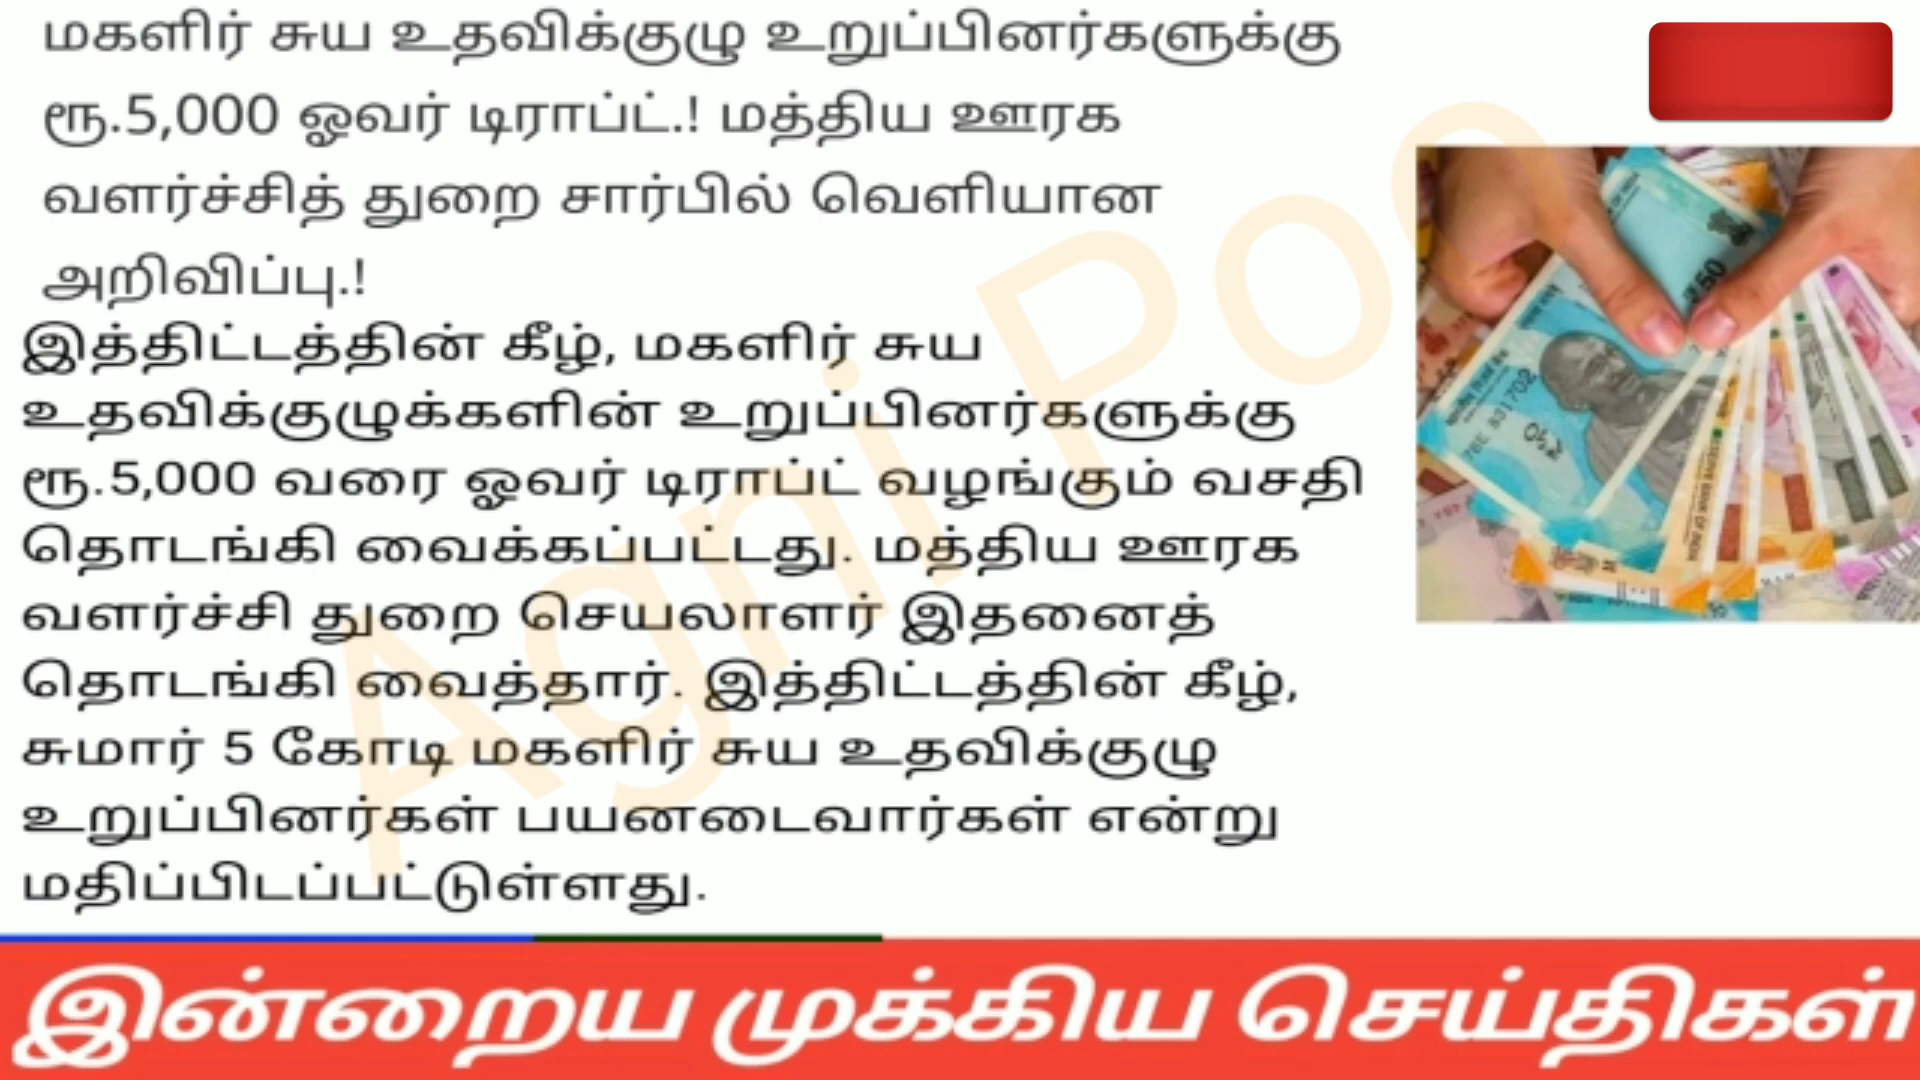 மகளிர் சுய உதவிக்குழு உறுப்பினர்களுக்கு
ரூ.5,000 ஓவர் டிராப்ட்.! மத்திய ஊரக
வளர்ச்சித் துறை சார்பில் வெளியான
அறிவிப்பு.!
இத்திட்டத்தின் கீழ், மகளிர் சுய
உதவிக்குழுக்களின் உறுப்பினர்களுக்கு
ரூ.5,000 வரை ஓவர் டிராப்ட் வழங்கும் வசதி
தொடங்கி வைக்கப்பட்டது. மத்திய ஊரக
வளர்ச்சி துறை செயலாளர் இதனைத்
தொடங்கி வைத்தார். இத்திட்டத்தின் கீழ்,
சுமார் 5 கோடி மகளிர் சுய உதவிக்குழு
உறுப்பினர்கள் பயனடைவார்கள் என்று
மதிப்பிடப்பட்டுள்ளது.
இன்றைய முக்கிய செய்திகள்
Agni Poo